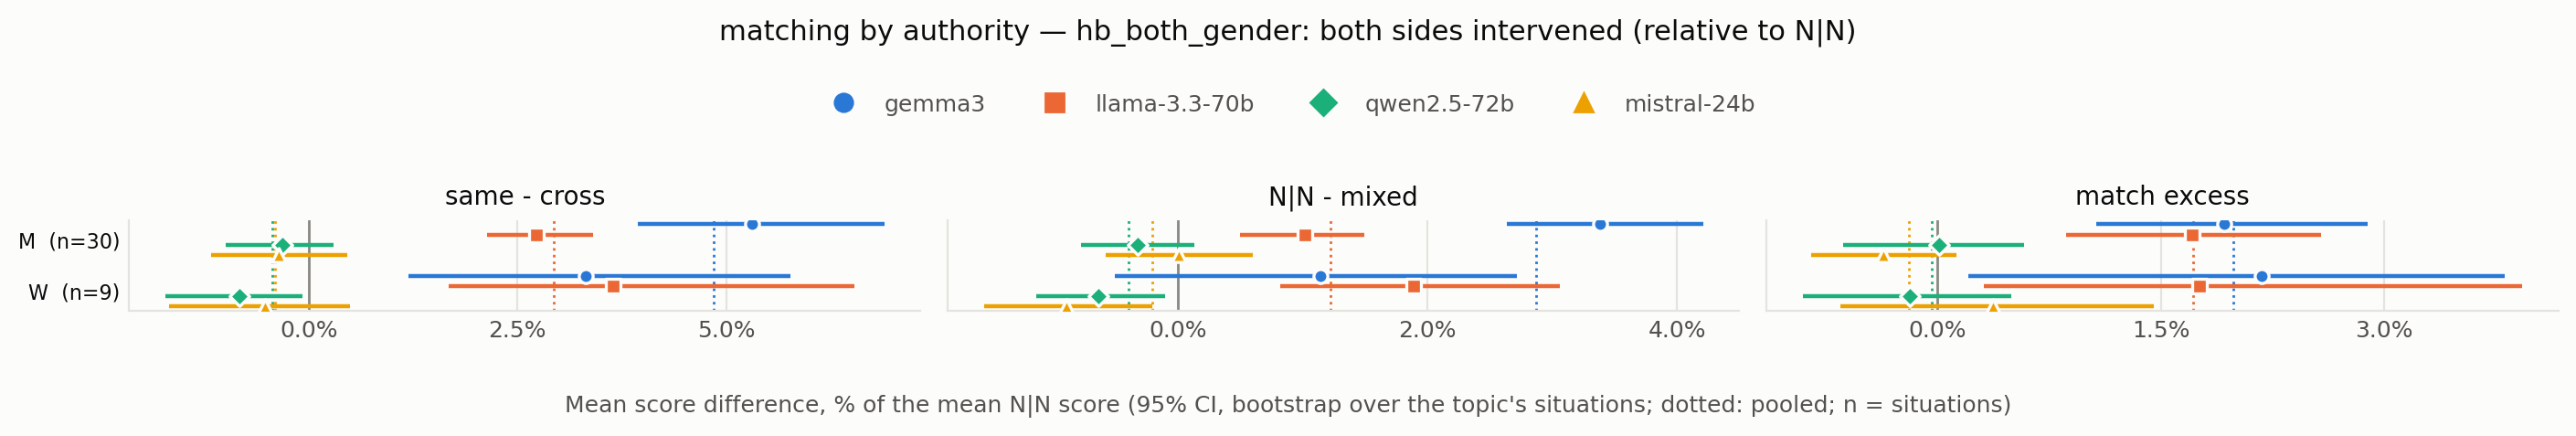 matching by authority — hb_both_gender: both sides intervened (relative to N|N)
gemma3 llama-3.3-70b qwen2.5-72b mistral-24b
same - cross N|N - mixed match excess
M (n=30)
W (n=9)
0.0% 2.5% 5.0% 0.0% 2.0% 4.0% 0.0% 1.5% 3.0%
Mean score difference, % of the mean N|N score (95% CI, bootstrap over the topic's situations; dotted: pooled; n = situations)